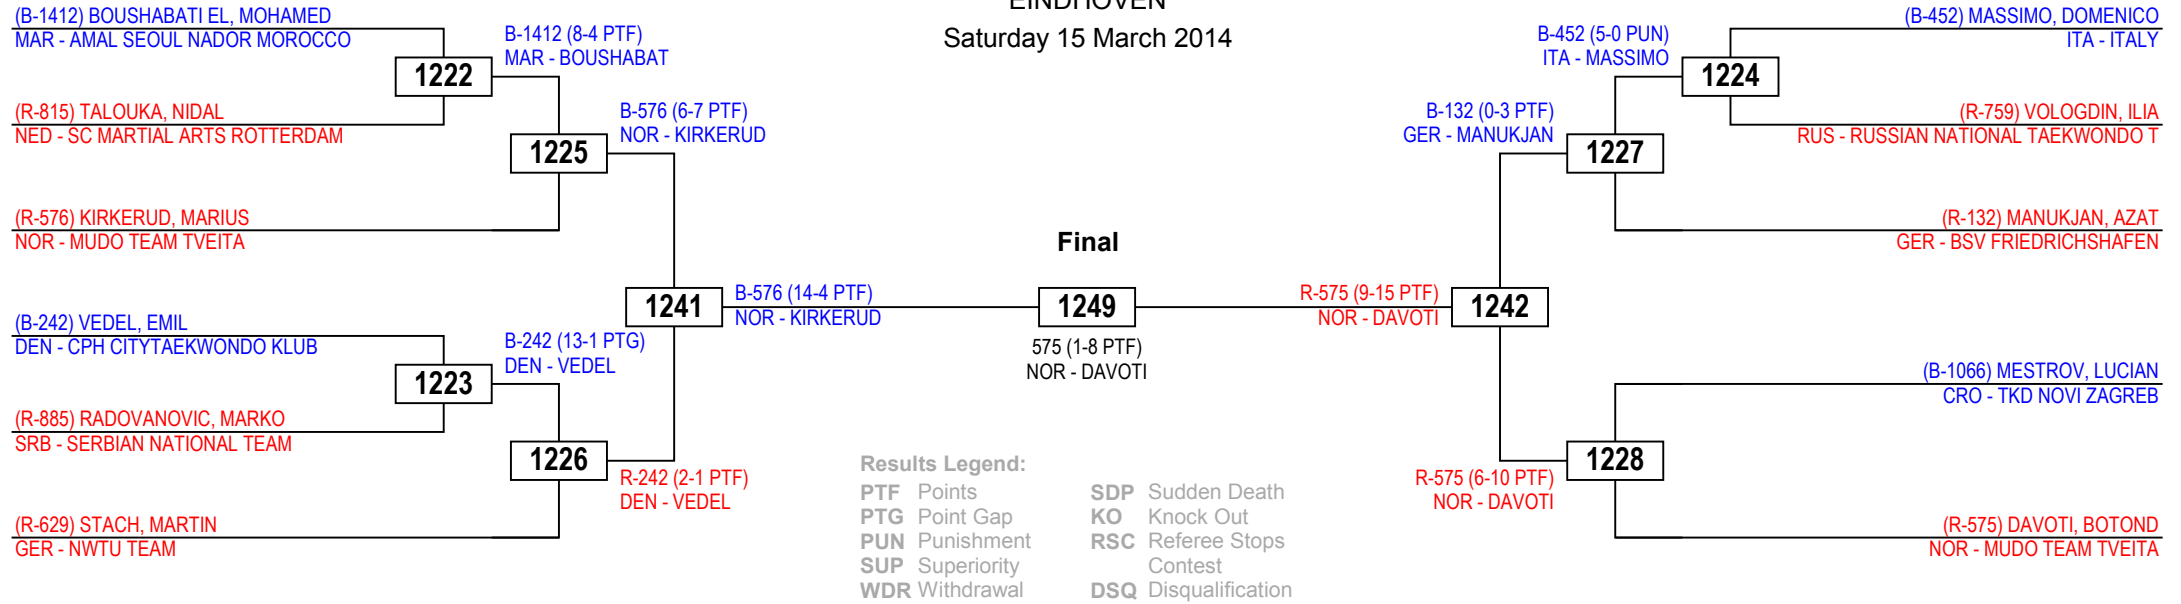 EINDHOVEN
Saturday 15 March 2014
(B-1412) BOUSHABATI EL, MOHAMED
MAR - AMAL SEOUL NADOR MOROCCO
1222
B-1412 (8-4 PTF)
MAR - BOUSHABAT
(R-815) TALOUKA, NIDAL
NED - SC MARTIAL ARTS ROTTERDAM
1225
B-576 (6-7 PTF)
NOR - KIRKERUD
(R-576) KIRKERUD, MARIUS
NOR - MUDO TEAM TVEITA
1241
B-576 (14-4 PTF)
NOR - KIRKERUD
(B-242) VEDEL, EMIL
DEN - CPH CITYTAEKWONDO KLUB
1223
B-242 (13-1 PTG)
DEN - VEDEL
(R-885) RADOVANOVIC, MARKO
SRB - SERBIAN NATIONAL TEAM
1226
R-242 (2-1 PTF)
DEN - VEDEL
(R-629) STACH, MARTIN
GER - NWTU TEAM
Final
1249
575 (1-8 PTF)
NOR - DAVOTI
(B-452) MASSIMO, DOMENICO
ITA - ITALY
B-452 (5-0 PUN)
ITA - MASSIMO
1224
(R-759) VOLOGDIN, ILIA
RUS - RUSSIAN NATIONAL TAEKWONDO T
B-132 (0-3 PTF)
GER - MANUKJAN
1227
(R-132) MANUKJAN, AZAT
GER - BSV FRIEDRICHSHAFEN
R-575 (9-15 PTF)
NOR - DAVOTI
1242
(B-1066) MESTROV, LUCIAN
CRO - TKD NOVI ZAGREB
R-575 (6-10 PTF)
NOR - DAVOTI
1228
(R-575) DAVOTI, BOTOND
NOR - MUDO TEAM TVEITA
Results Legend:
PTF Points
PTG Point Gap
PUN Punishment
SUP Superiority
WDR Withdrawal
SDP Sudden Death
KO Knock Out
RSC Referee Stops
Contest
DSQ Disqualification